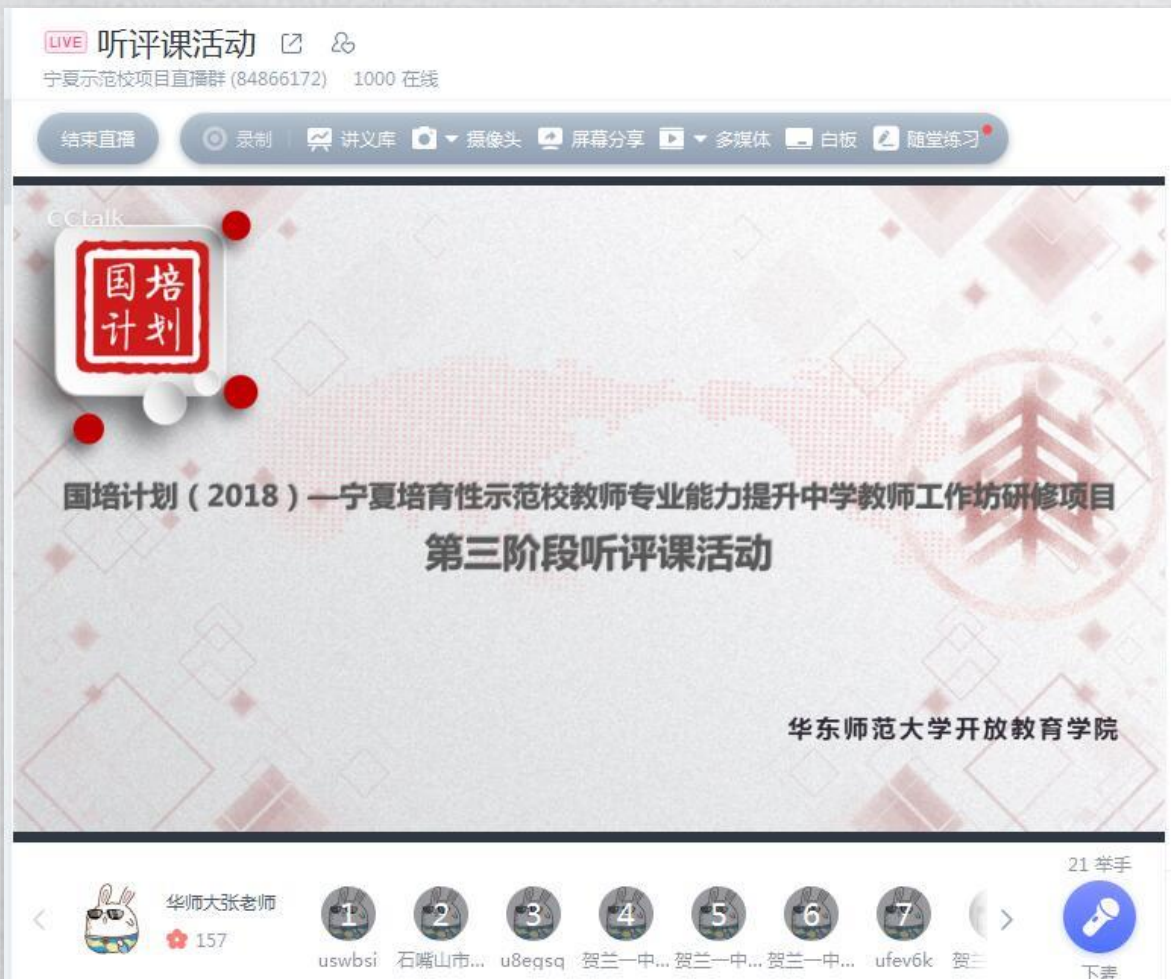 LIVE 听评课活动
宁夏示范校项目直播群 (84866172) 1000 在线
结束直播 录制 讲义库 摄像头 屏幕分享 多媒体 白板 随堂练习
CCtalk
国培
计划
国培计划（2018）—宁夏培育性示范校教师专业能力提升中学教师工作坊研修项目
第三阶段听评课活动
华东师范大学开放教育学院
21 举手
华师大张老师
157
1 2 3 4 5 6 7
uswbsi 石嘴山市... u8egsq 贺兰一中... 贺兰一中... 贺兰一中... ufev6k 贺兰
下麦